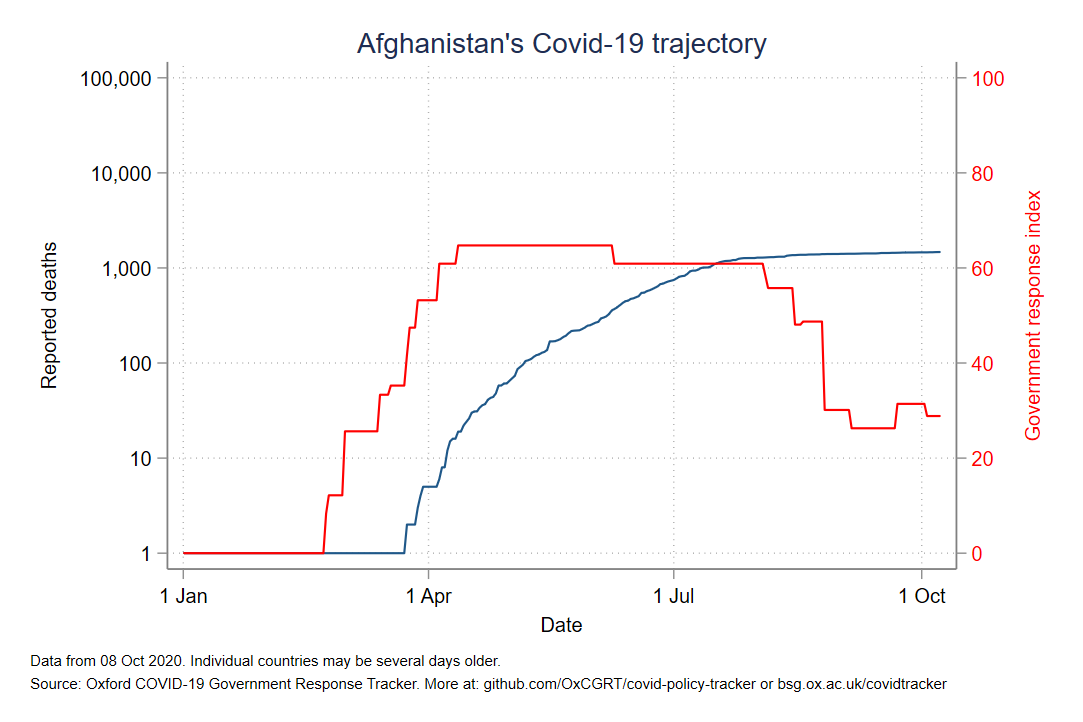 Afghanistan's Covid-19 trajectory
100,000
10,000
1,000
100
10
1
Reported deaths
100
80
60
40
20
0
Government response index
1 Jan
1 Apr
1 Jul
1 Oct
Date
Data from 08 Oct 2020. Individual countries may be several days older.
Source: Oxford COVID-19 Government Response Tracker. More at: github.com/OxCGRT/covid-policy-tracker or bsg.ox.ac.uk/covidtracker